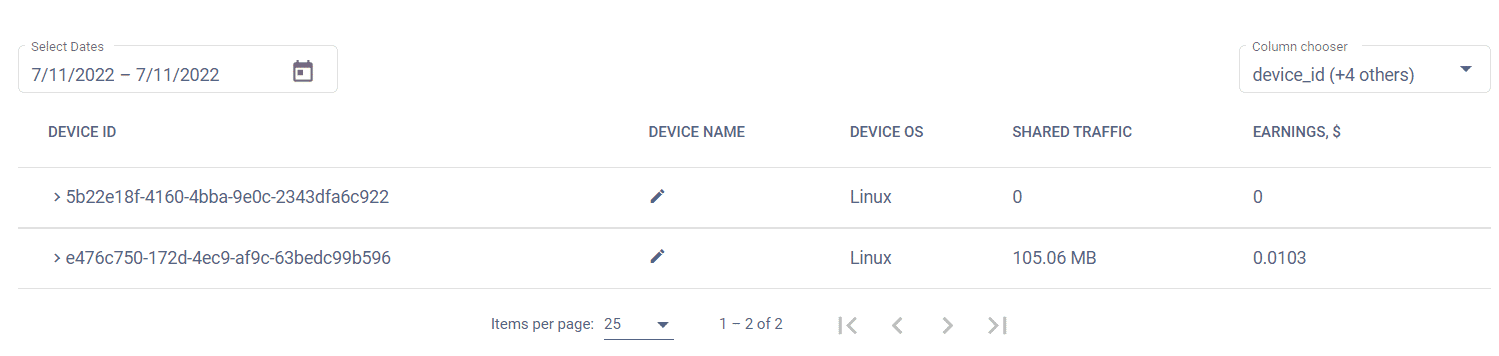 Select Dates
7/11/2022 – 7/11/2022
Column chooser
device_id (+4 others)
DEVICE ID DEVICE NAME DEVICE OS SHARED TRAFFIC EARNINGS, $
5b22e18f-4160-4bba-9e0c-2343dfa6c922 Linux 0 0
e476c750-172d-4ec9-af9c-63bedc99b596 Linux 105.06 MB 0.0103
Items per page: 25 1 – 2 of 2